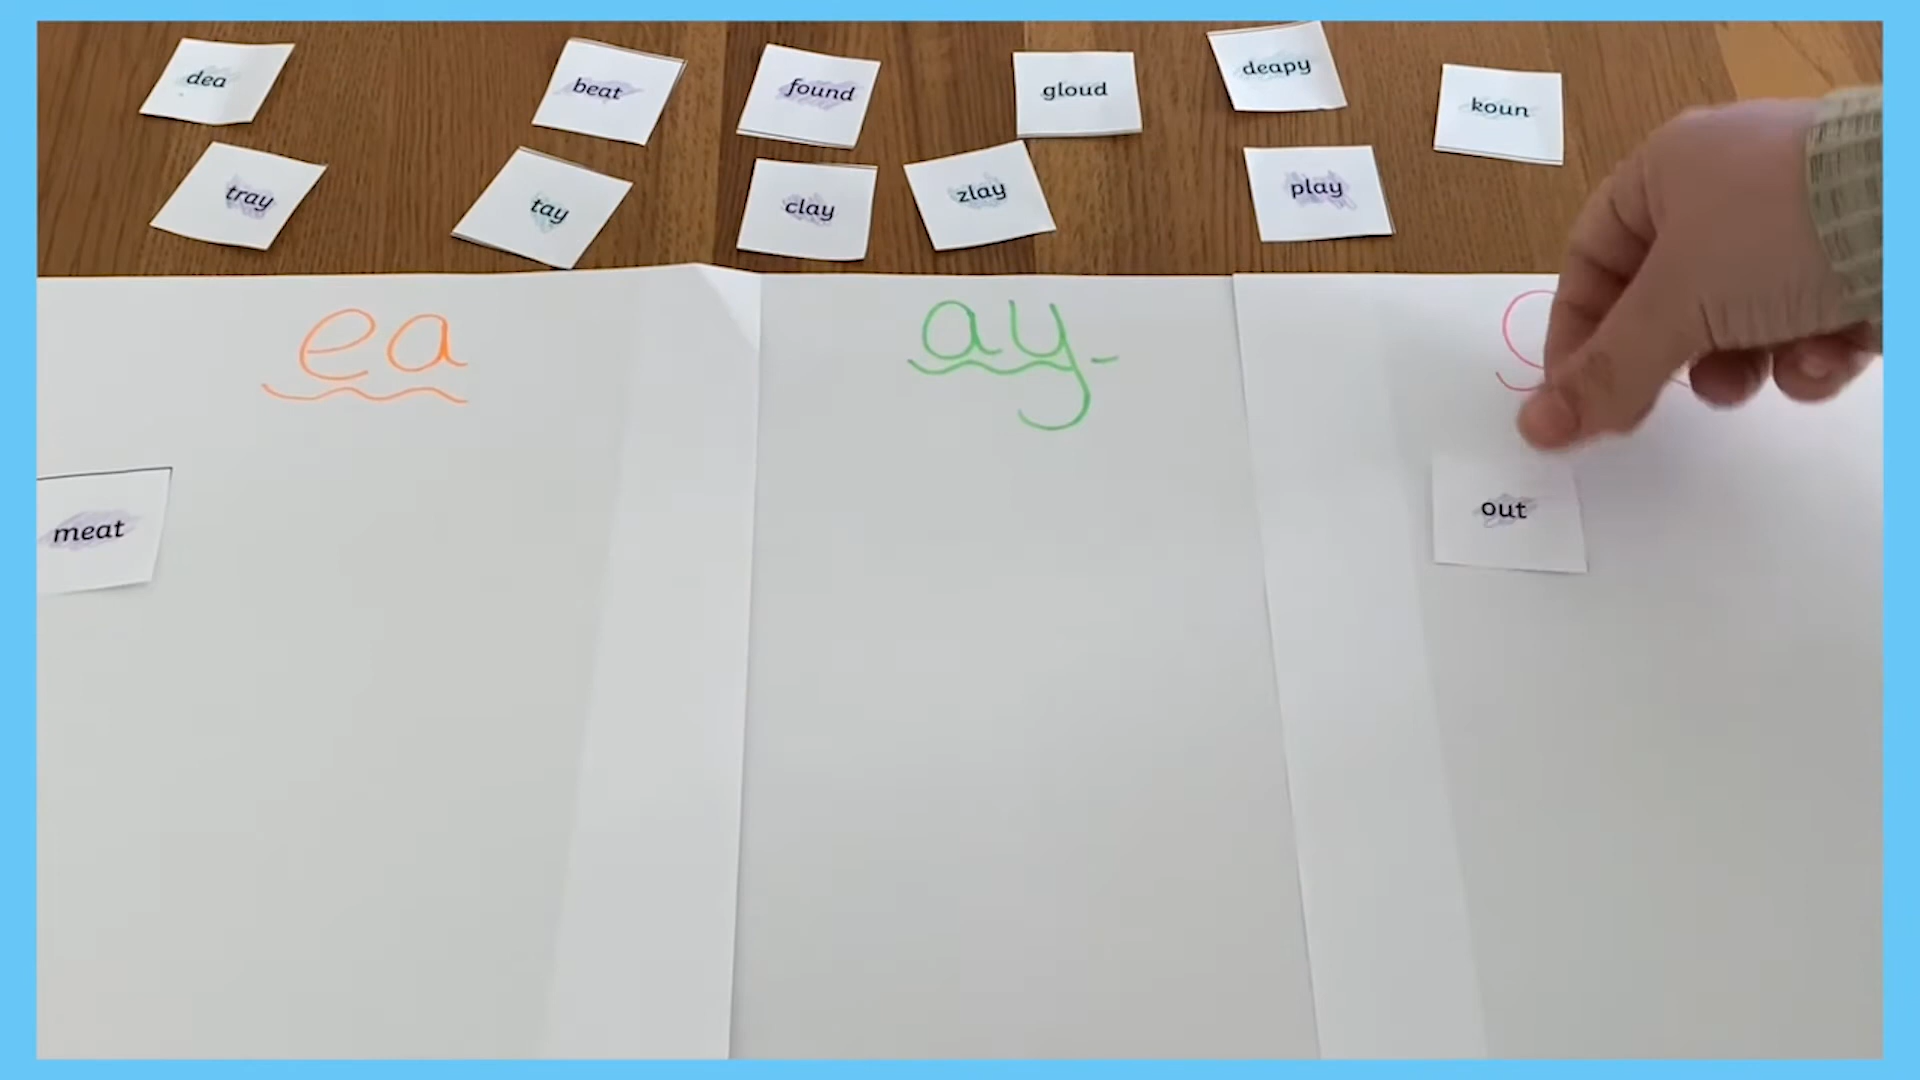 dea
beat
found
gloud
deapy
koun
tray
tay
clay
zlay
play
ea
ay
meat
out